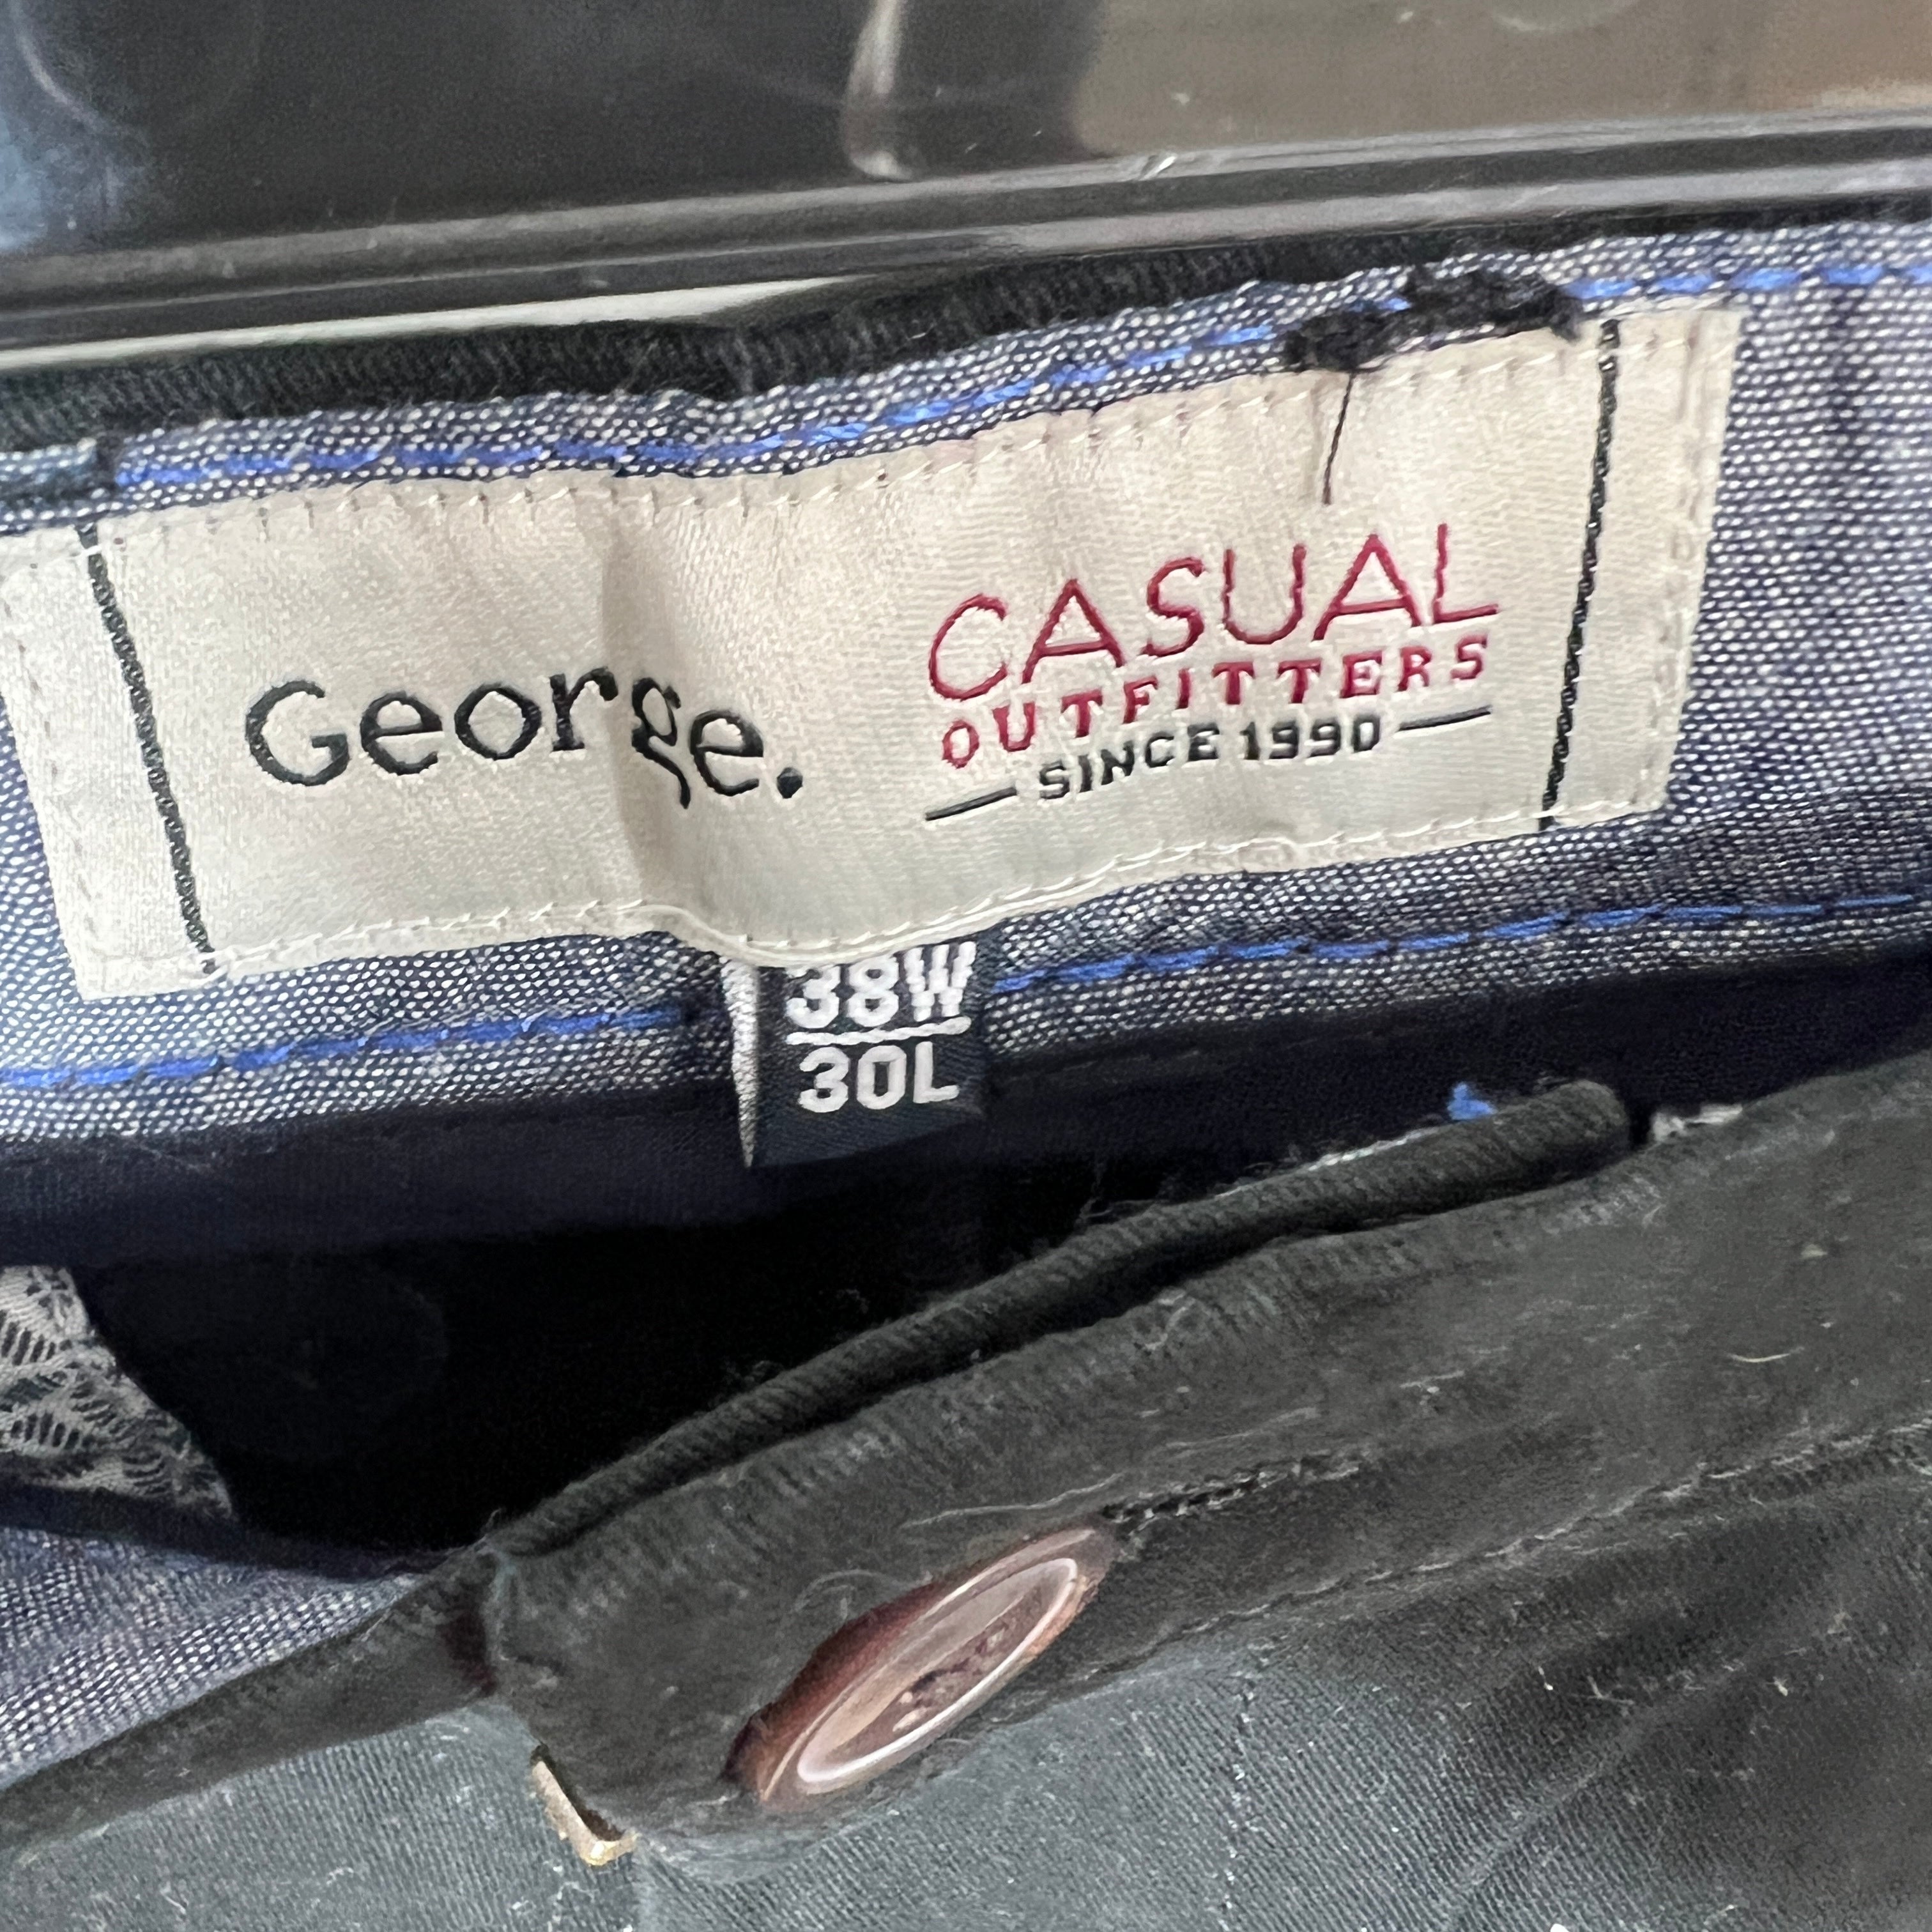 George.
CASUAL
OUTFITTERS
SINCE 1990
38W
30L